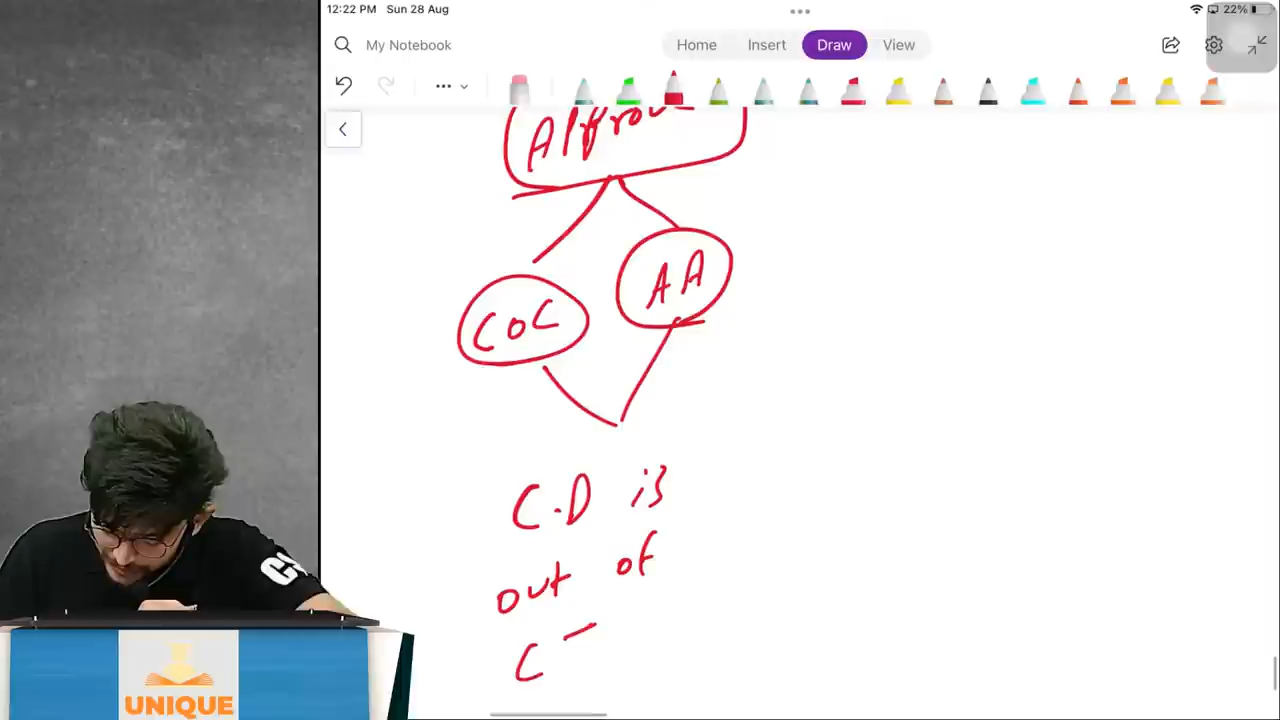 12:22 PM Sun 28 Aug
22%
My Notebook
Home Insert Draw View
COC
AA
C.D is
out of
C
UNIQUE